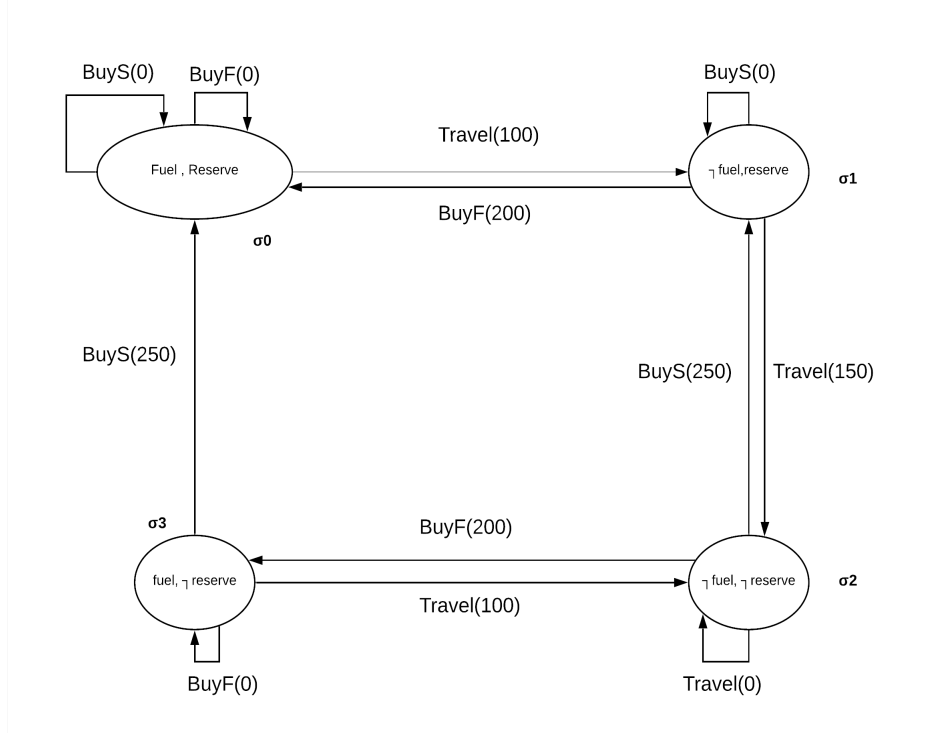 BuyS(0)
BuyF(0)
BuyS(0)
Travel(100)
Fuel , Reserve
┐fuel,reserve
σ1
BuyF(200)
σ0
BuyS(250)
BuyS(250)
Travel(150)
σ3
BuyF(200)
fuel, ┐reserve
┐fuel, ┐reserve
σ2
Travel(100)
BuyF(0)
Travel(0)